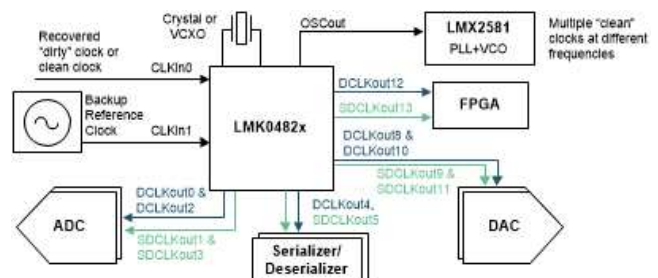 Crystal or
VCXO
OSCout
LMX2581
PLL+VCO
Multiple "clean"
clocks at different
frequencies
Recovered
"dirty" clock or
clean clock
CLKin0
Backup
Reference
Clock
CLKin1
LMK0482x
DCLKout12
SDCLKout13
FPGA
DCLKout8 &
DCLKout10
SDCLKout9 &
SDCLKout11
DAC
DCLKout0 &
DCLKout2
ADC
SDCLKout1 &
SDCLKout3
DCLKout4,
SDCLKout5
Serializer/
Deserializer